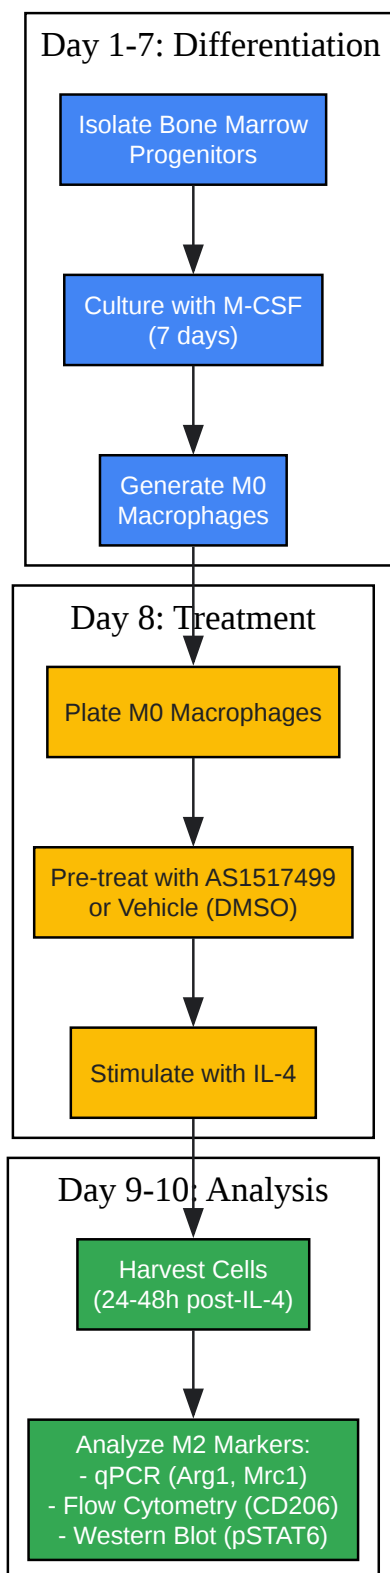 Day 1-7: Differentiation
Isolate Bone Marrow
Progenitors
Culture with M-CSF
(7 days)
Generate M0
Macrophages
Day 8: Treatment
Plate M0 Macrophages
Pre-treat with AS1517499
or Vehicle (DMSO)
Stimulate with IL-4
Day 9-10: Analysis
Harvest Cells
(24-48h post-IL-4)
Analyze M2 Markers:
- qPCR (Arg1, Mrc1)
- Flow Cytometry (CD206)
- Western Blot (pSTAT6)